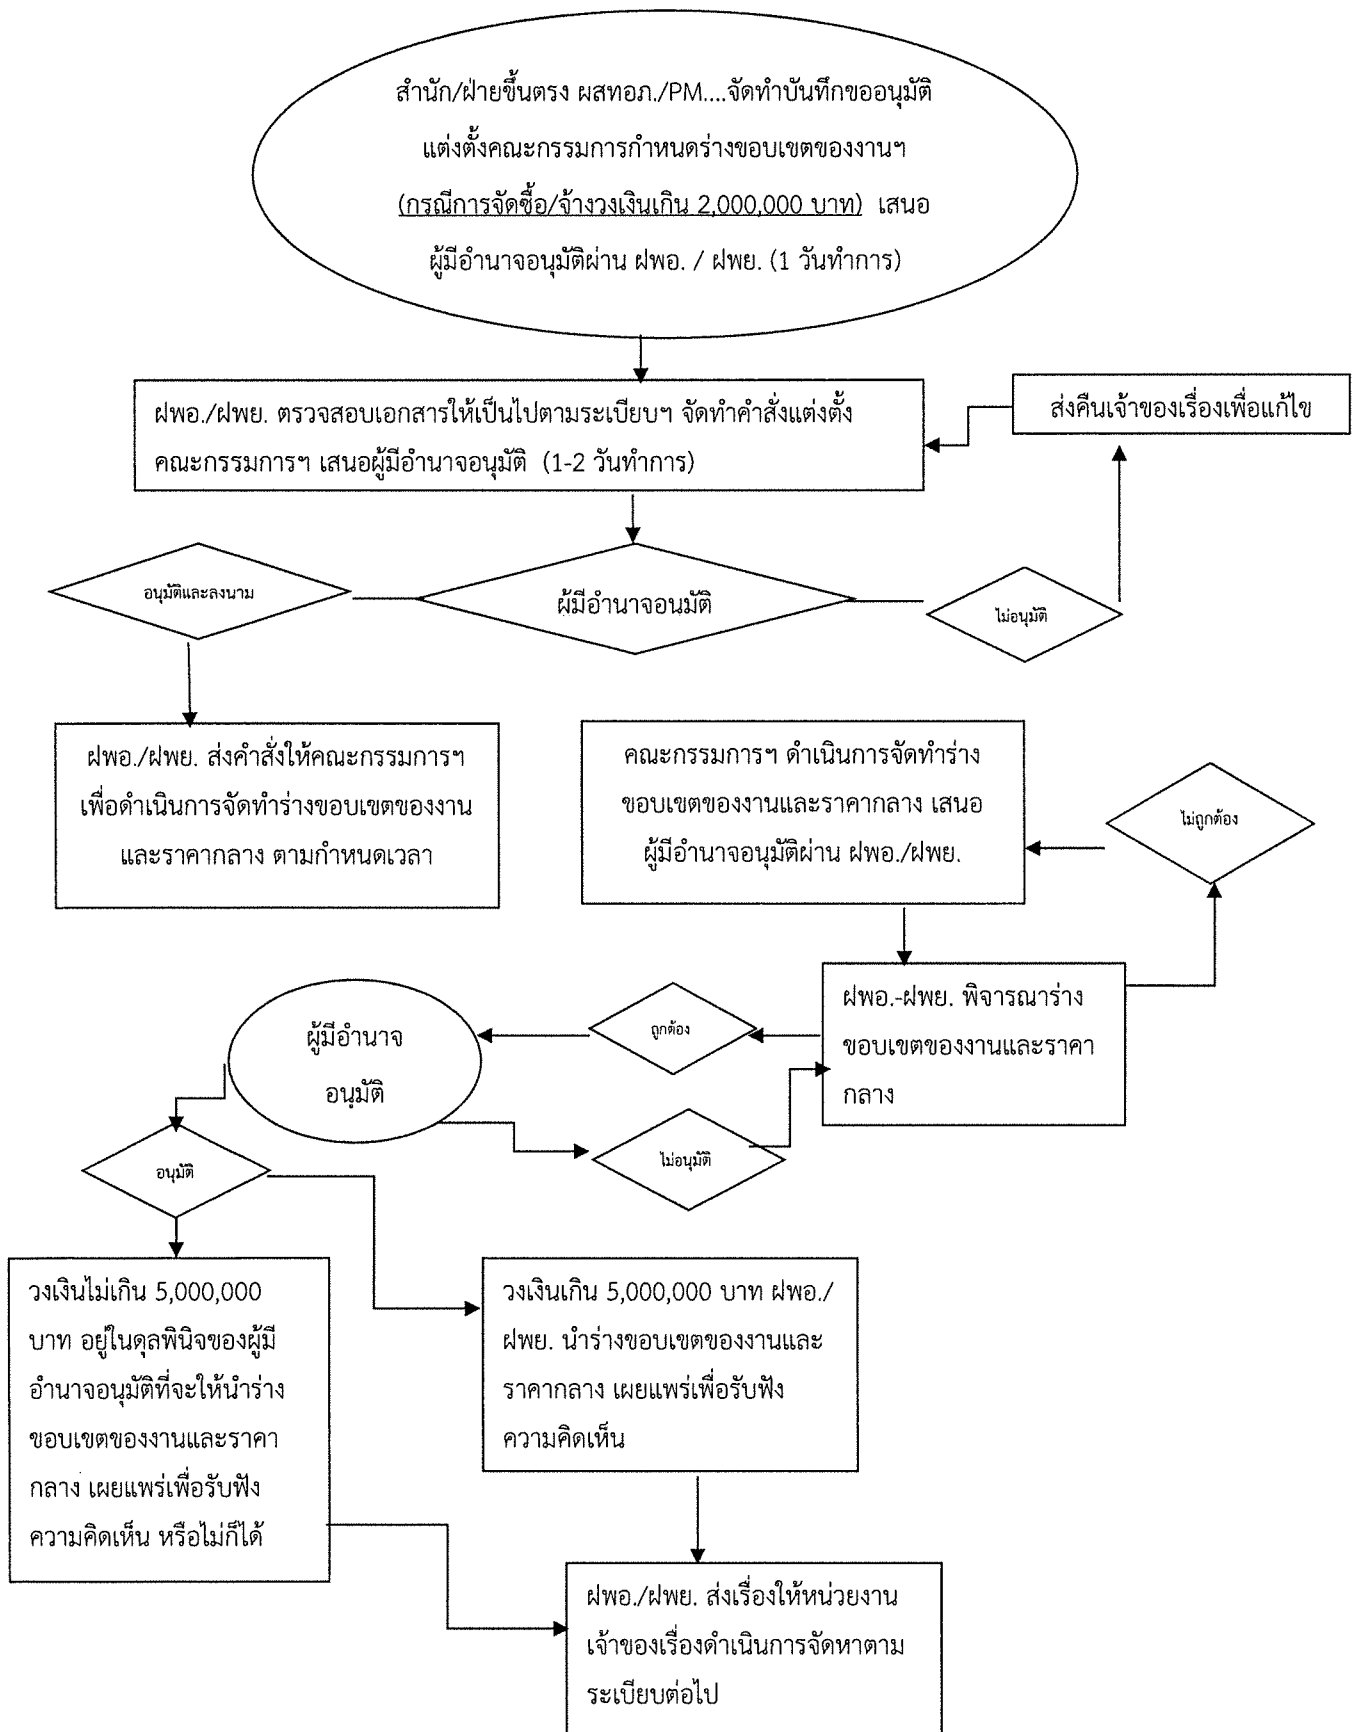 สำนัก/ฝ่ายขึ้นตรง ผสทอภ./PM....จัดทำบันทึกขออนุมัติ
แต่งตั้งคณะกรรมการกำหนดร่างขอบเขตของงานฯ
(กรณีการจัดซื้อ/จ้างวงเงินเกิน 2,000,000 บาท) เสนอ
ผู้มีอำนาจอนุมัติผ่าน ฝพอ. / ฝพย. (1 วันทำการ)
ฝพอ./ฝพย. ตรวจสอบเอกสารให้เป็นไปตามระเบียบฯ จัดทำคำสั่งแต่งตั้ง
คณะกรรมการฯ เสนอผู้มีอำนาจอนุมัติ (1-2 วันทำการ)
ส่งคืนเจ้าของเรื่องเพื่อแก้ไข
อนุมัติและลงนาม
ผู้มีอำนาจอนุมัติ
ไม่อนุมัติ
ฝพอ./ฝพย. ส่งคำสั่งให้คณะกรรมการฯ
เพื่อดำเนินการจัดทำร่างขอบเขตของงาน
และราคากลาง ตามกำหนดเวลา
คณะกรรมการฯ ดำเนินการจัดทำร่าง
ขอบเขตของงานและราคากลาง เสนอ
ผู้มีอำนาจอนุมัติผ่าน ฝพอ./ฝพย.
ไม่ถูกต้อง
ฝพอ.-ฝพย. พิจารณาร่าง
ขอบเขตของงานและราคา
กลาง
ถูกต้อง
ผู้มีอำนาจ
อนุมัติ
ไม่อนุมัติ
อนุมัติ
วงเงินไม่เกิน 5,000,000
บาท อยู่ในดุลพินิจของผู้มี
อำนาจอนุมัติที่จะให้นำร่าง
ขอบเขตของงานและราคา
กลาง เผยแพร่เพื่อรับฟัง
ความคิดเห็น หรือไม่ก็ได้
วงเงินเกิน 5,000,000 บาท ฝพอ./
ฝพย. นำร่างขอบเขตของงานและ
ราคากลาง เผยแพร่เพื่อรับฟัง
ความคิดเห็น
ฝพอ./ฝพย. ส่งเรื่องให้หน่วยงาน
เจ้าของเรื่องดำเนินการจัดหาตาม
ระเบียบต่อไป